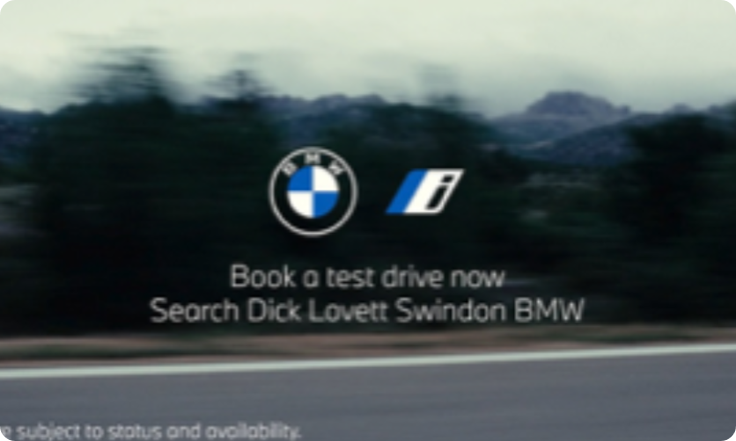 BMW
i
Book a test drive now
Search Dick Lovett Swindon BMW
subject to status and availability.